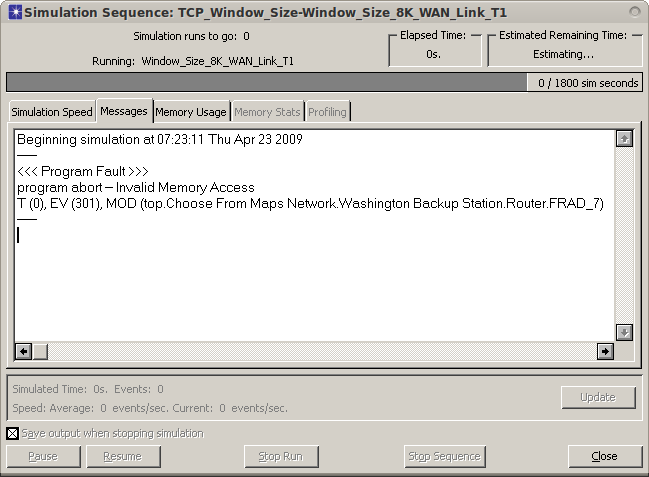 Simulation Sequence: TCP_Window_Size-Window_Size_8K_WAN_Link_T1
Simulation runs to go: 0
Running: Window_Size_8K_WAN_Link_T1
Elapsed Time:
0s.
Estimated Remaining Time:
Estimating...
0 / 1800 sim seconds
Simulation Speed Messages Memory Usage Memory Stats Profiling
Beginning simulation at 07:23:11 Thu Apr 23 2009
----
<<< Program Fault >>>
program abort -- Invalid Memory Access
T (0), EV (301), MOD (top.Choose From Maps Network.Washington Backup Station.Router.FRAD_7)
----
Simulated Time: 0s. Events: 0
Speed: Average: 0 events/sec. Current: 0 events/sec.
Update
Save output when stopping simulation
Pause Resume Stop Run Stop Sequence Close